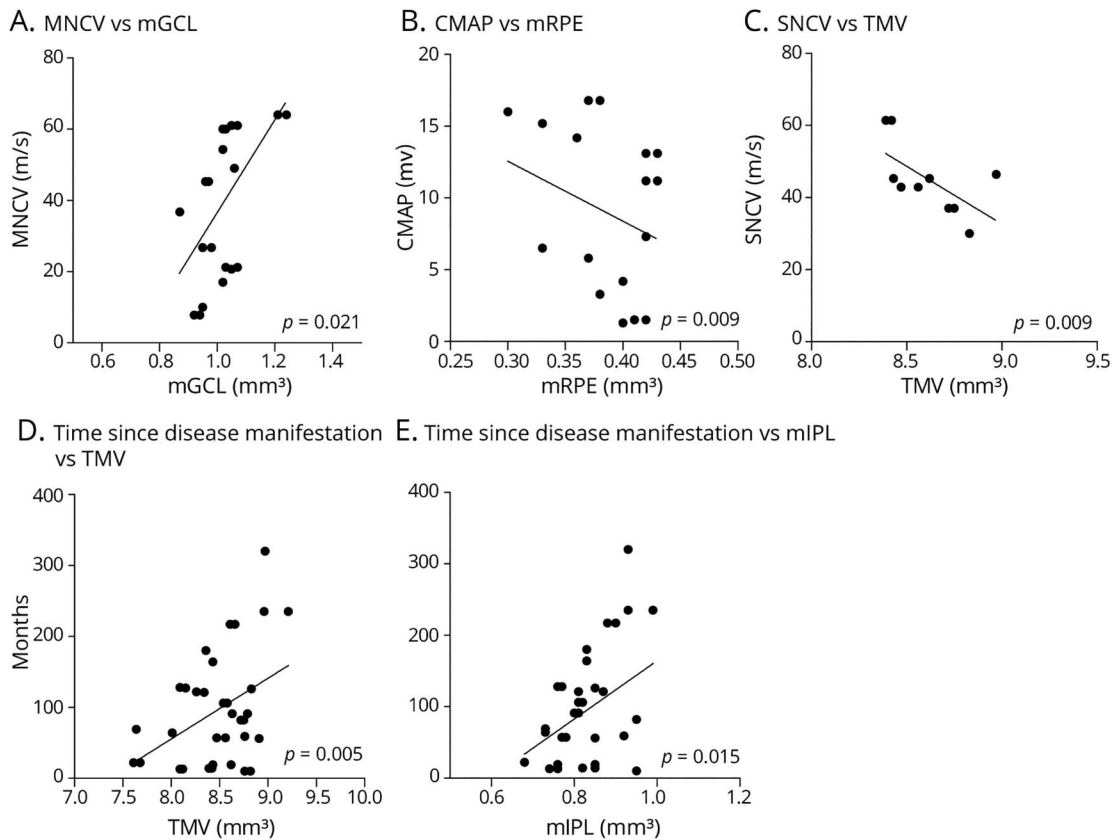 A. MNCV vs mGCL
80
60
40
20
0
MNCV (m/s)
0.6 0.8 1.0 1.2 1.4
mGCL (mm³)
p = 0.021
B. CMAP vs mRPE
20
15
10
5
0
CMAP (mv)
0.25 0.30 0.35 0.40 0.45 0.50
mRPE (mm³)
p = 0.009
C. SNCV vs TMV
80
60
40
20
0
SNCV (m/s)
8.0 8.5 9.0 9.5
TMV (mm³)
p = 0.009
D. Time since disease manifestation
vs TMV
400
300
200
100
0
Months
7.0 7.5 8.0 8.5 9.0 9.5 10.0
TMV (mm³)
p = 0.005
E. Time since disease manifestation vs mIPL
400
300
200
100
0
0.6 0.8 1.0 1.2
mIPL (mm³)
p = 0.015